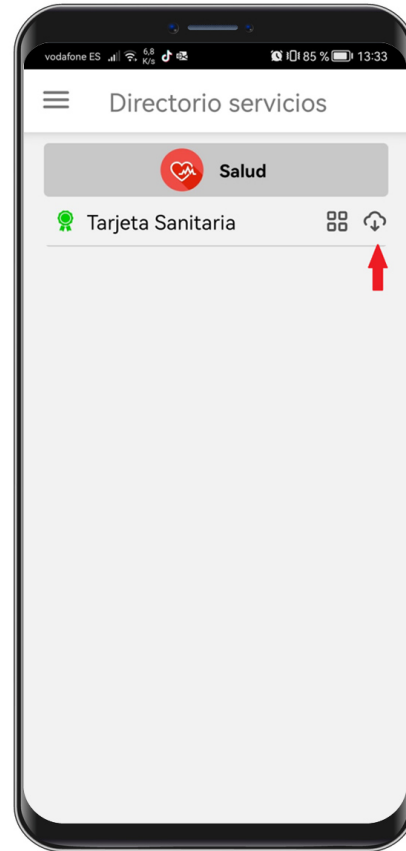 vodafone ES 6,8 K/s 85 % 13:33
Directorio servicios
Salud
Tarjeta Sanitaria